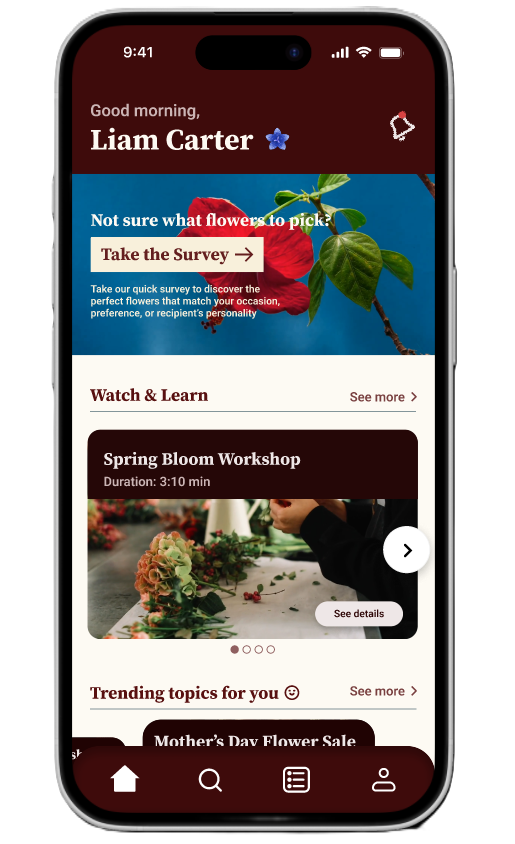 9:41
Good morning,
Liam Carter
Not sure what flowers to pick?
Take the Survey
Take our quick survey to discover the
perfect flowers that match your occasion,
preference, or recipient's personality
Watch & Learn
See more
Spring Bloom Workshop
Duration: 3:10 min
See details
Trending topics for you
See more
Mother's Day Flower Sale